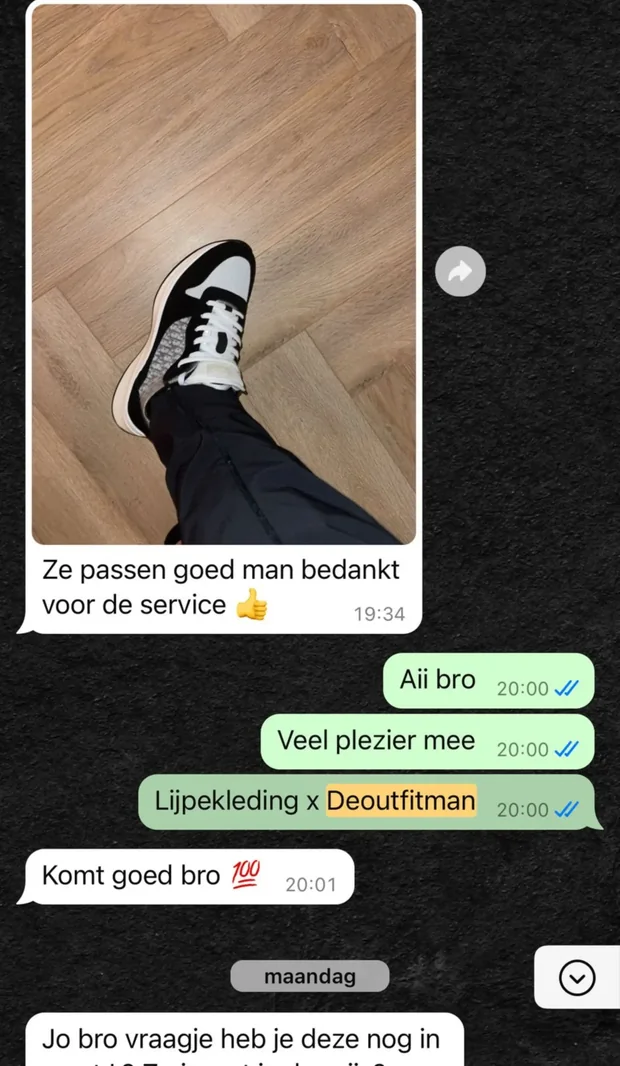 Ze passen goed man bedankt
voor de service 👍
19:34
Aii bro 20:00
Veel plezier mee 20:00
Lijpekleding x Deoutfitman 20:00
Komt goed bro 💯 20:01
maandag
Jo bro vraagje heb je deze nog in